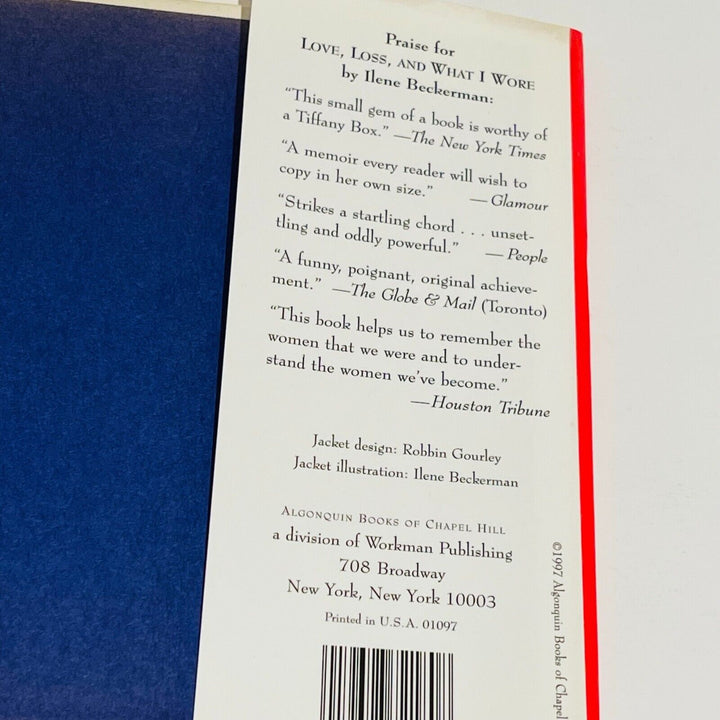 Praise for
LOVE, LOSS, AND WHAT I WORE
by Ilene Beckerman:
“This small gem of a book is worthy of
a Tiffany Box.” —The New York Times
“A memoir every reader will wish to
copy in her own size.” — Glamour
“Strikes a startling chord . . . unset-
tling and oddly powerful.” — People
“A funny, poignant, original achieve-
ment.” —The Globe & Mail (Toronto)
“This book helps us to remember the
women that we were and to under-
stand the women we’ve become.”
—Houston Tribune
Jacket design: Robbin Gourley
Jacket illustration: Ilene Beckerman
ALGONQUIN BOOKS OF CHAPEL HILL
a division of Workman Publishing
708 Broadway
New York, New York 10003
Printed in U.S.A. 01097
©1997 Algonquin Books of Chapel